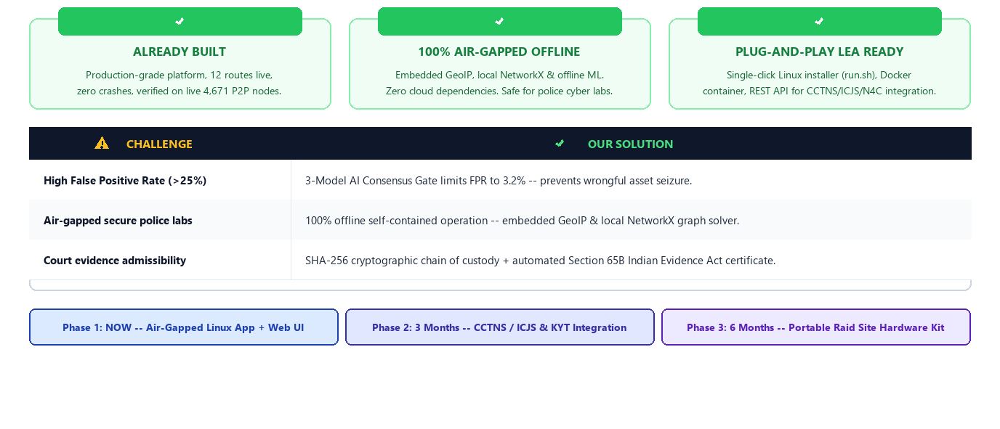 ALREADY BUILT
Production-grade platform, 12 routes live,
zero crashes, verified on live 4,671 P2P nodes.
100% AIR-GAPPED OFFLINE
Embedded GeoIP, local NetworkX & offline ML.
Zero cloud dependencies. Safe for police cyber labs.
PLUG-AND-PLAY LEA READY
Single-click Linux installer (run.sh), Docker
container, REST API for CCTNS/ICJS/N4C integration.
CHALLENGE
OUR SOLUTION
High False Positive Rate (>25%)
3-Model AI Consensus Gate limits FPR to 3.2% -- prevents wrongful asset seizure.
Air-gapped secure police labs
100% offline self-contained operation -- embedded GeoIP & local NetworkX graph solver.
Court evidence admissibility
SHA-256 cryptographic chain of custody + automated Section 65B Indian Evidence Act certificate.
Phase 1: NOW -- Air-Gapped Linux App + Web UI
Phase 2: 3 Months -- CCTNS / ICJS & KYT Integration
Phase 3: 6 Months -- Portable Raid Site Hardware Kit